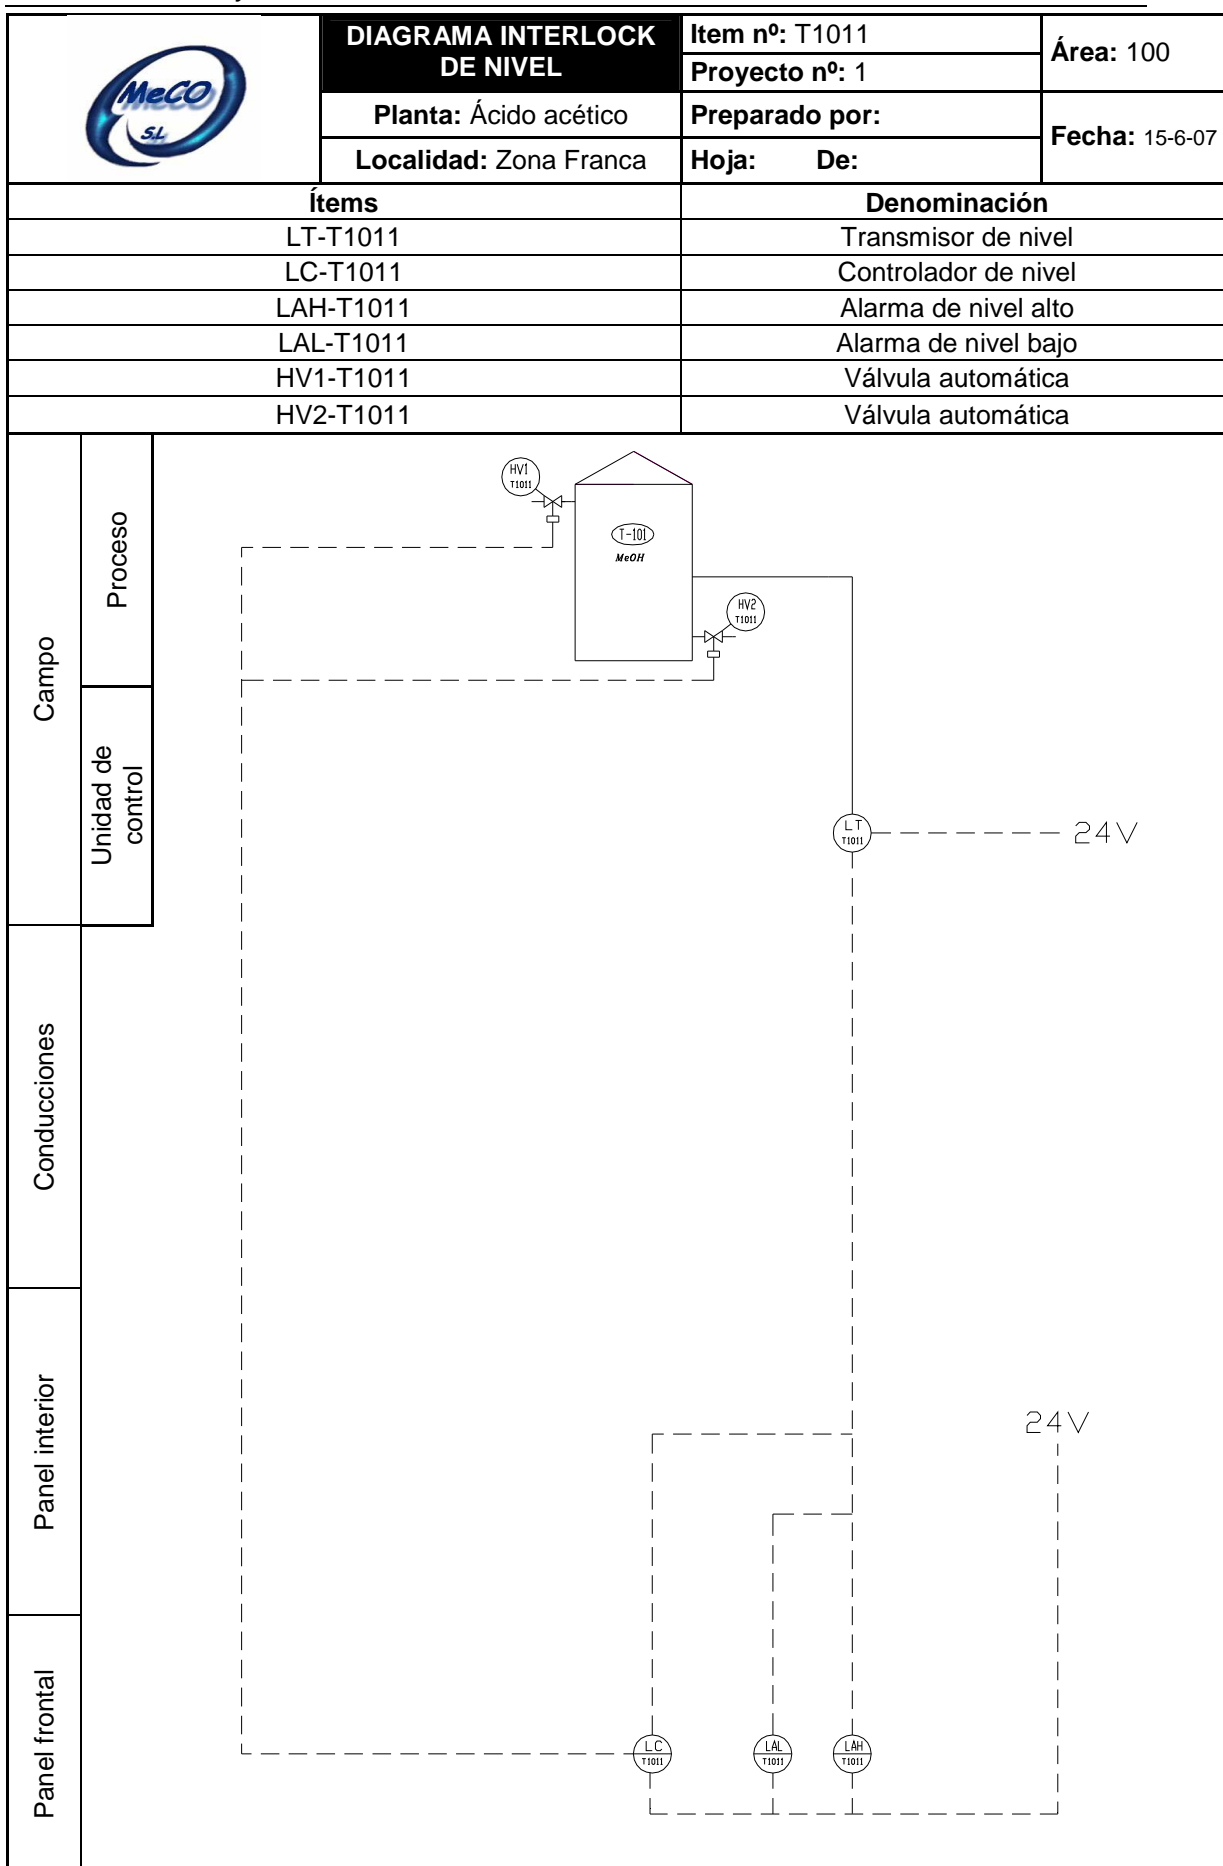 MeCO
S.L
DIAGRAMA INTERLOCK
DE NIVEL
Item nº: T1011
Proyecto nº: 1
Área: 100
Planta: Ácido acético
Preparado por:
Localidad: Zona Franca
Hoja: De:
Fecha: 15-6-07
Ítems
Denominación
LT-T1011
Transmisor de nivel
LC-T1011
Controlador de nivel
LAH-T1011
Alarma de nivel alto
LAL-T1011
Alarma de nivel bajo
HV1-T1011
Válvula automática
HV2-T1011
Válvula automática
Campo
Proceso
Unidad de
control
Conducciones
Panel interior
Panel frontal
HV1
T1011
T-101
MeOH
HV2
T1011
LT
T1011
24V
24V
LC
T1011
LAL
T1011
LAH
T1011